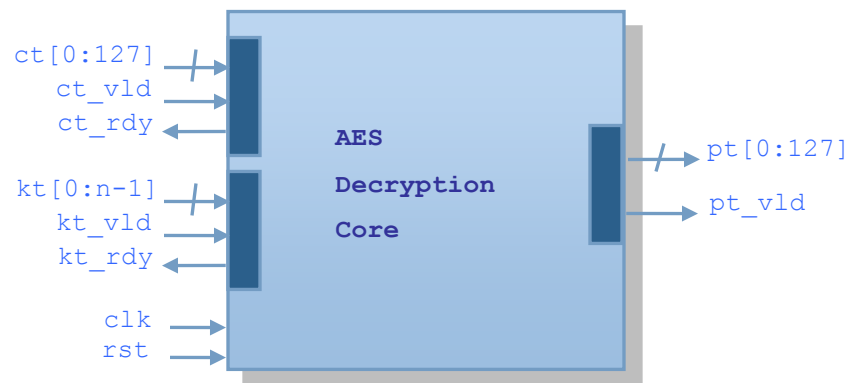 ct[0:127]
ct_vld
ct_rdy
kt[0:n-1]
kt_vld
kt_rdy
clk
rst
AES
Decryption
Core
pt[0:127]
pt_vld